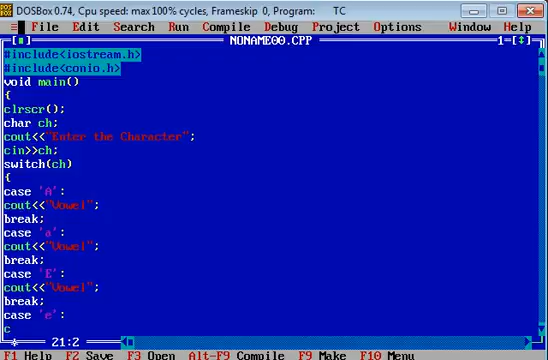 DOSBox 0.74, Cpu speed: max 100% cycles, Frameskip 0, Program: TC
≡ File Edit Search Run Compile Debug Project Options Window Help
[■] NONAME00.CPP 1=[↕]
#include<iostream.h>
#include<conio.h>
void main()
{
clrscr();
char ch;
cout<<"Enter the Character";
cin>>ch;
switch(ch)
{
case 'A':
cout<<"Vowel";
break;
case 'a':
cout<<"Vowel";
break;
case 'E':
cout<<"Vowel";
break;
case 'e':
c
* 21:2
F1 Help F2 Save F3 Open Alt-F9 Compile F9 Make F10 Menu